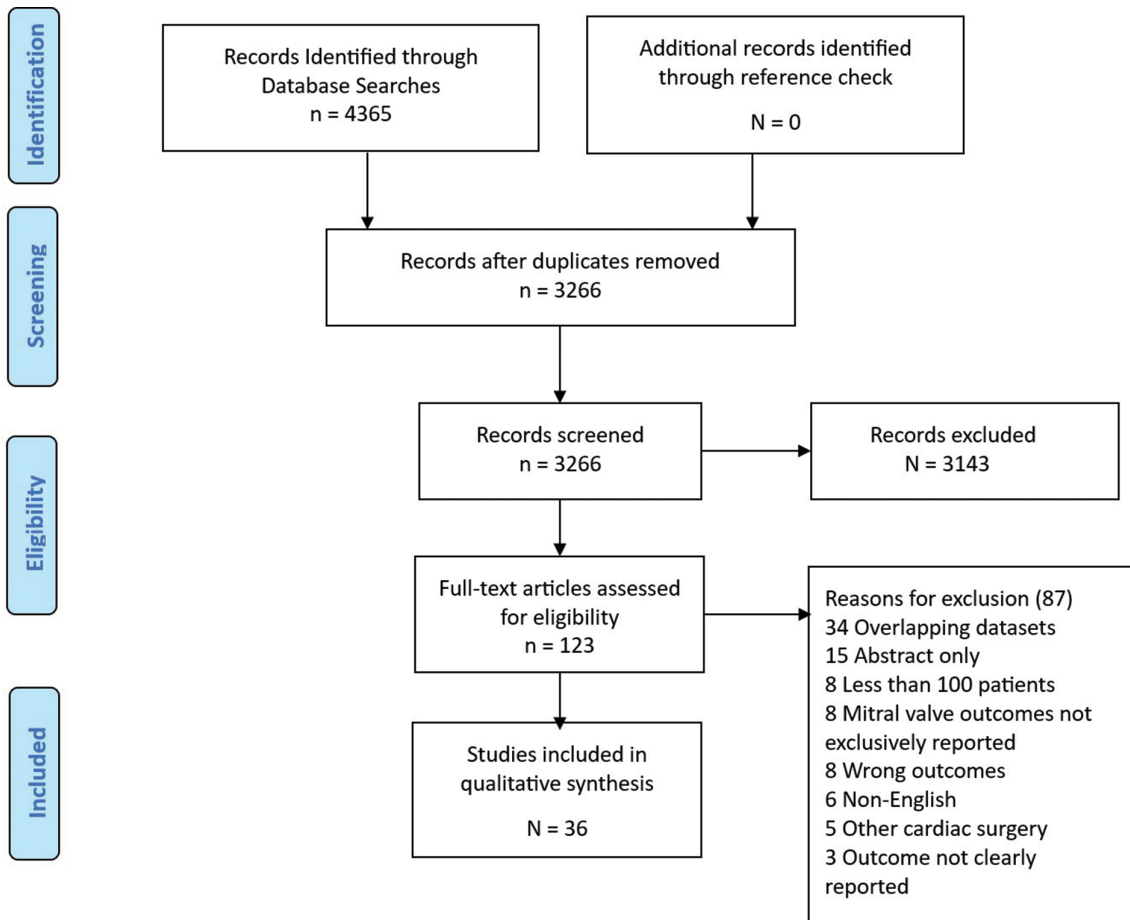 Identification
Records Identified through
Database Searches
n = 4365
Additional records identified
through reference check
N = 0
Screening
Records after duplicates removed
n = 3266
Records screened
n = 3266
Records excluded
N = 3143
Eligibility
Full-text articles assessed
for eligibility
n = 123
Reasons for exclusion (87)
34 Overlapping datasets
15 Abstract only
8 Less than 100 patients
8 Mitral valve outcomes not
exclusively reported
8 Wrong outcomes
6 Non-English
5 Other cardiac surgery
3 Outcome not clearly
reported
Included
Studies included in
qualitative synthesis
N = 36